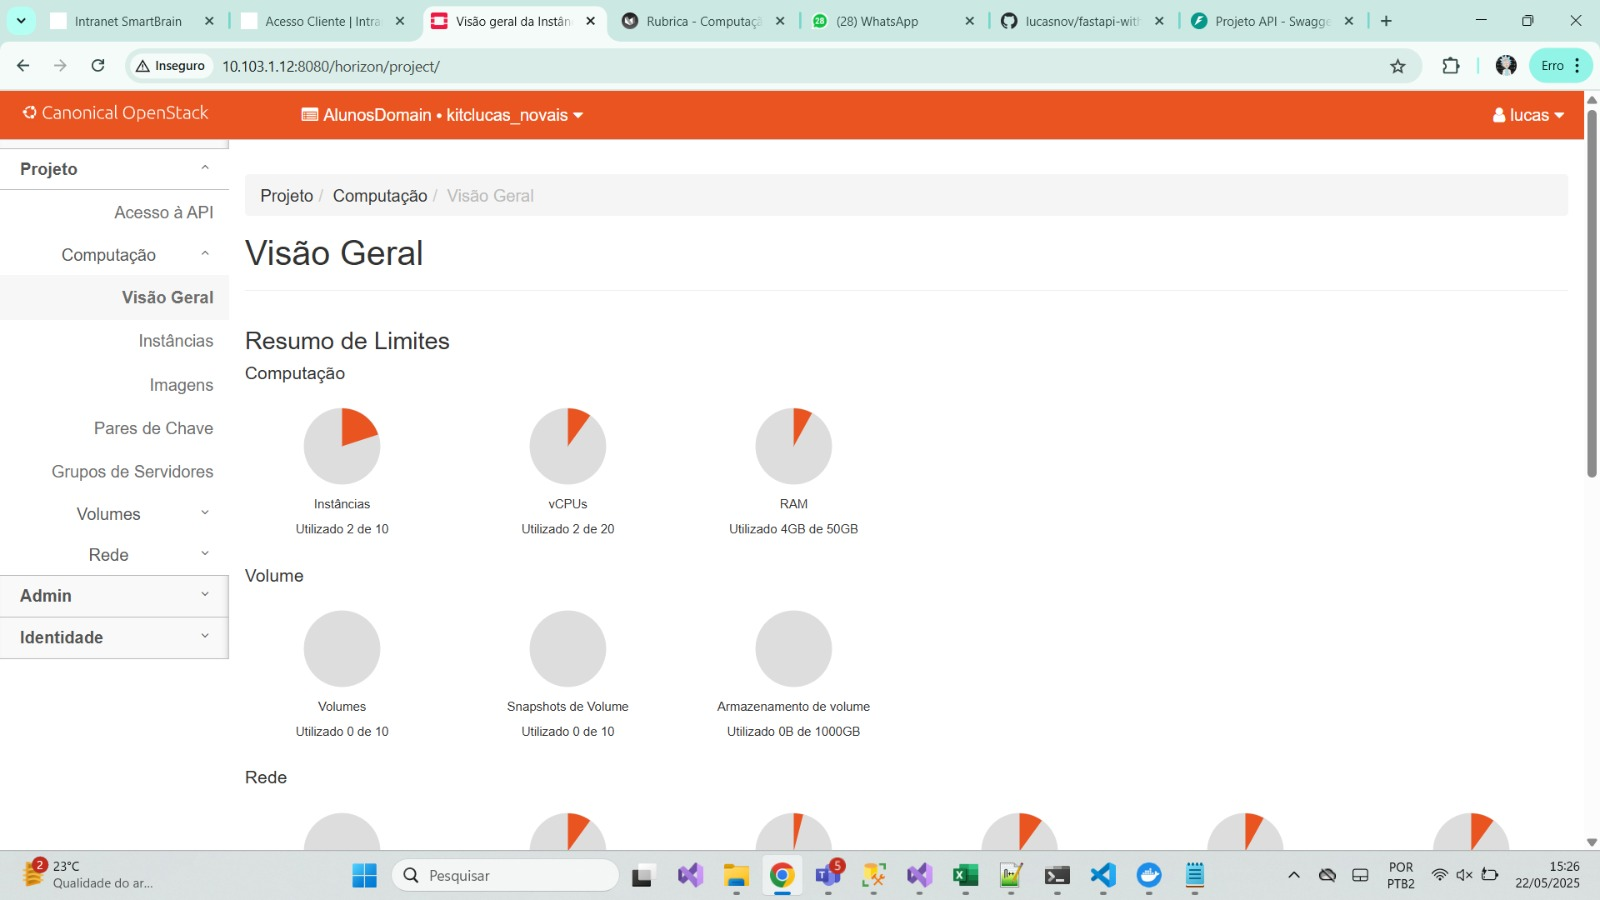 Intranet SmartBrain
Acesso Cliente | Intra
Visão geral da Instân
Rubrica - Computaçã
28
(28) WhatsApp
lucasnov/fastapi-with
Projeto API - Swagge
Inseguro
10.103.1.12:8080/horizon/project/
Erro
Canonical OpenStack
AlunosDomain • kitclucas_novais
lucas
Projeto
Acesso à API
Computação
Visão Geral
Instâncias
Imagens
Pares de Chave
Grupos de Servidores
Volumes
Rede
Admin
Identidade
Projeto / Computação / Visão Geral
Visão Geral
Resumo de Limites
Computação
Instâncias
Utilizado 2 de 10
vCPUs
Utilizado 2 de 20
RAM
Utilizado 4GB de 50GB
Volume
Volumes
Utilizado 0 de 10
Snapshots de Volume
Utilizado 0 de 10
Armazenamento de volume
Utilizado 0B de 1000GB
Rede
2
23°C
Qualidade do ar...
Pesquisar
5
POR
PTB2
15:26
22/05/2025